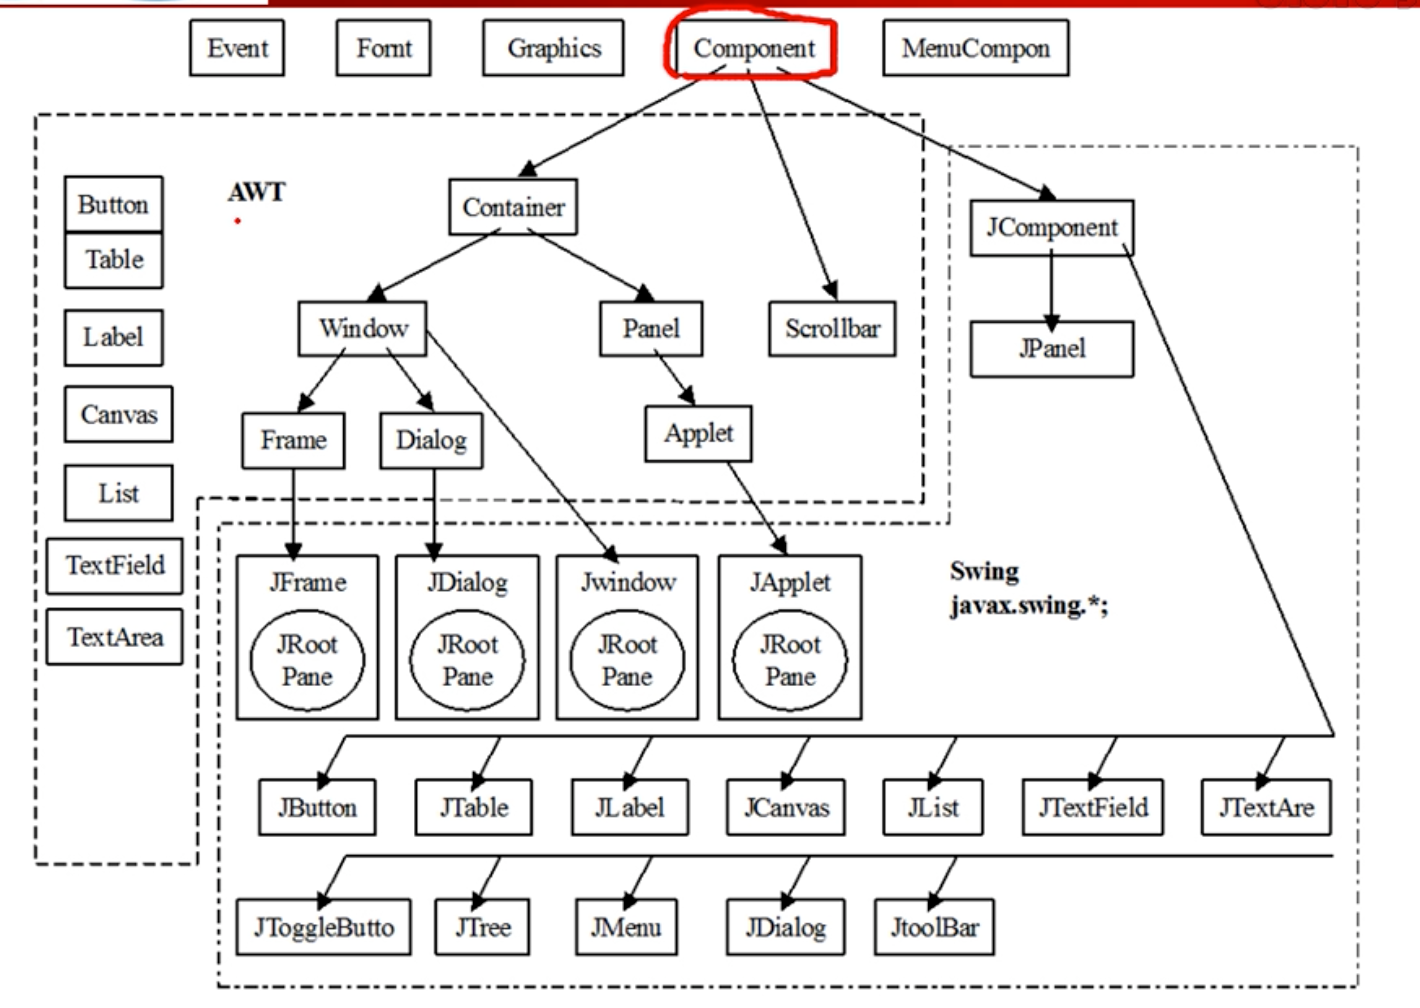 Event
Fornt
Graphics
Component
MenuCompon
AWT
Button
Table
Label
Canvas
List
TextField
TextArea
Container
Window
Panel
Scrollbar
Frame
Dialog
Applet
JComponent
JPanel
JFrame
JRoot
Pane
JDialog
JRoot
Pane
Jwindow
JRoot
Pane
JApplet
JRoot
Pane
Swing
javax.swing.*;
JButton
JTable
JLabel
JCanvas
JList
JTextField
JTextAre
JToggleButto
JTree
JMenu
JDialog
JtoolBar